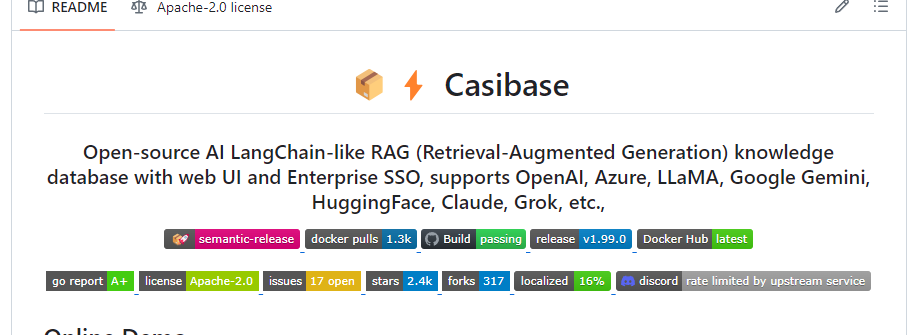 README Apache-2.0 license
Casibase
Open-source AI LangChain-like RAG (Retrieval-Augmented Generation) knowledge
database with web UI and Enterprise SSO, supports OpenAI, Azure, LLaMA, Google Gemini,
HuggingFace, Claude, Grok, etc.,
semantic-release docker pulls 1.3k Build passing release v1.99.0 Docker Hub latest
go report A+ license Apache-2.0 issues 17 open stars 2.4k forks 317 localized 16% discord rate limited by upstream service
Online Demo